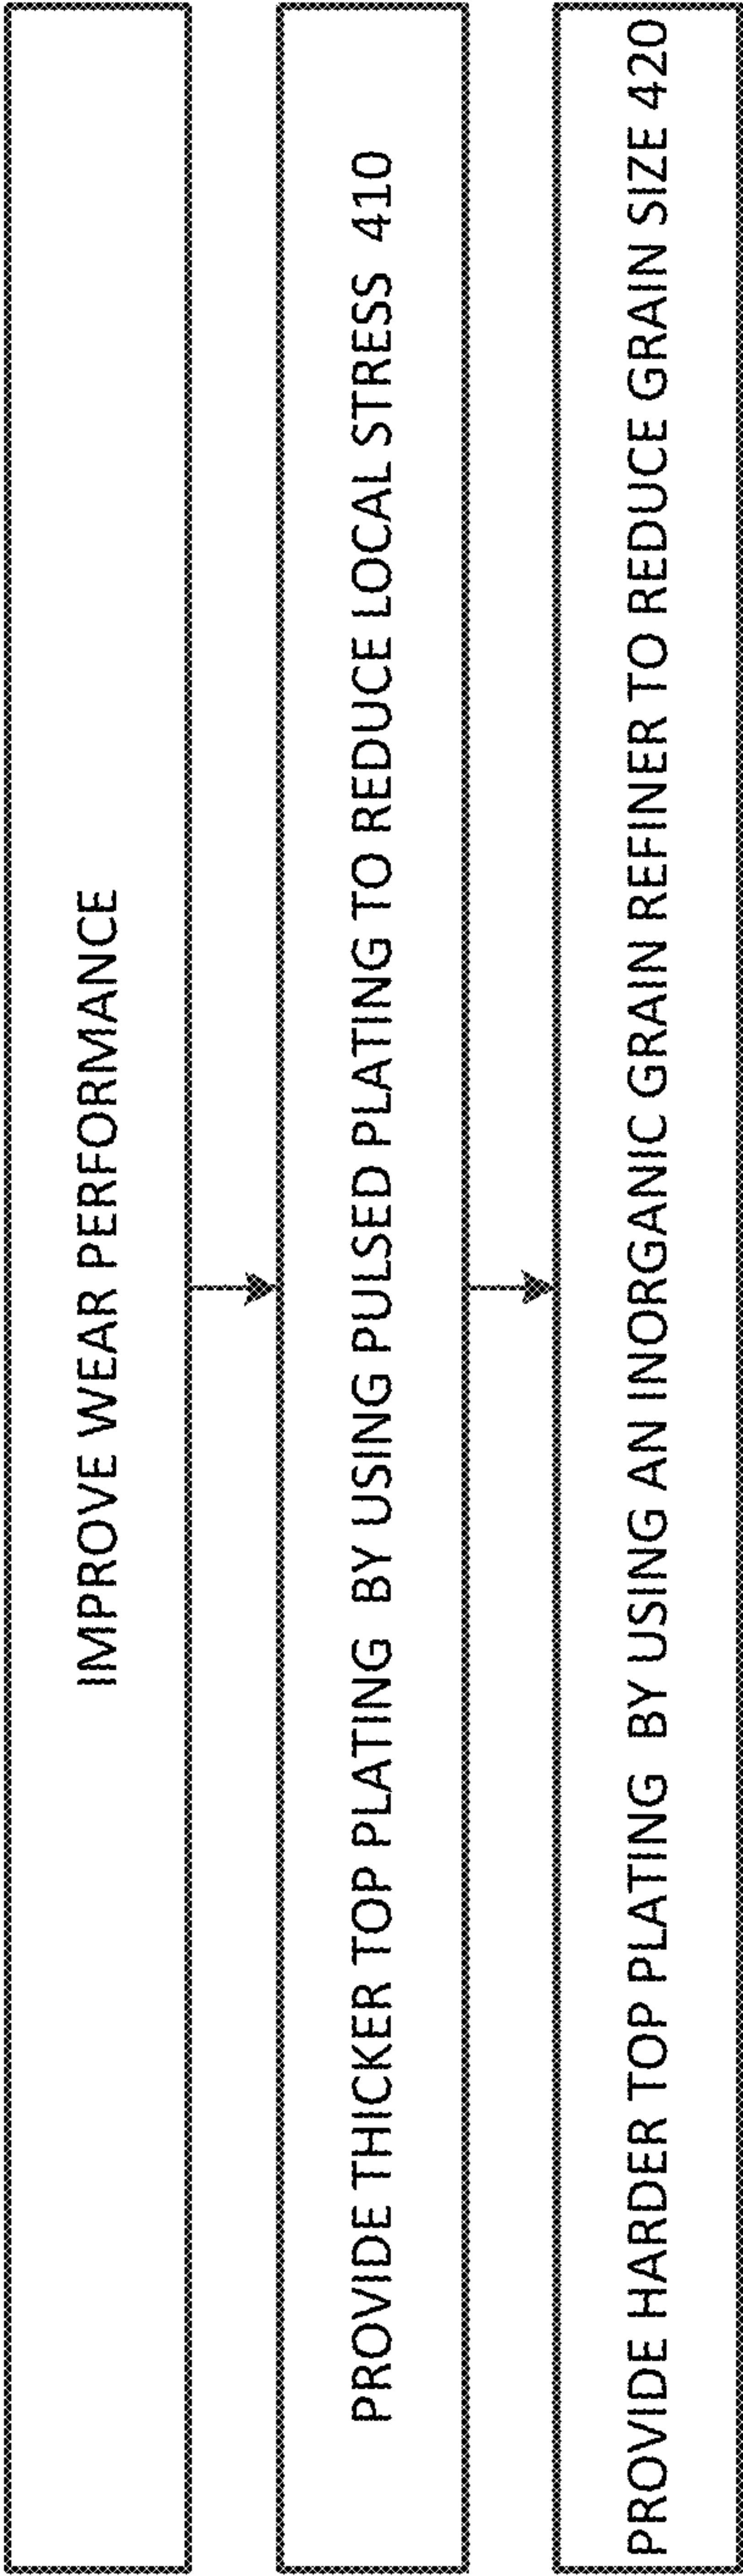 IMPROVE WEAR PERFORMANCE
PROVIDE THICKER TOP PLATING BY USING PULSED PLATING TO REDUCE LOCAL STRESS 410
PROVIDE HARDER TOP PLATING BY USING AN INORGANIC GRAIN REFINER TO REDUCE GRAIN SIZE 420